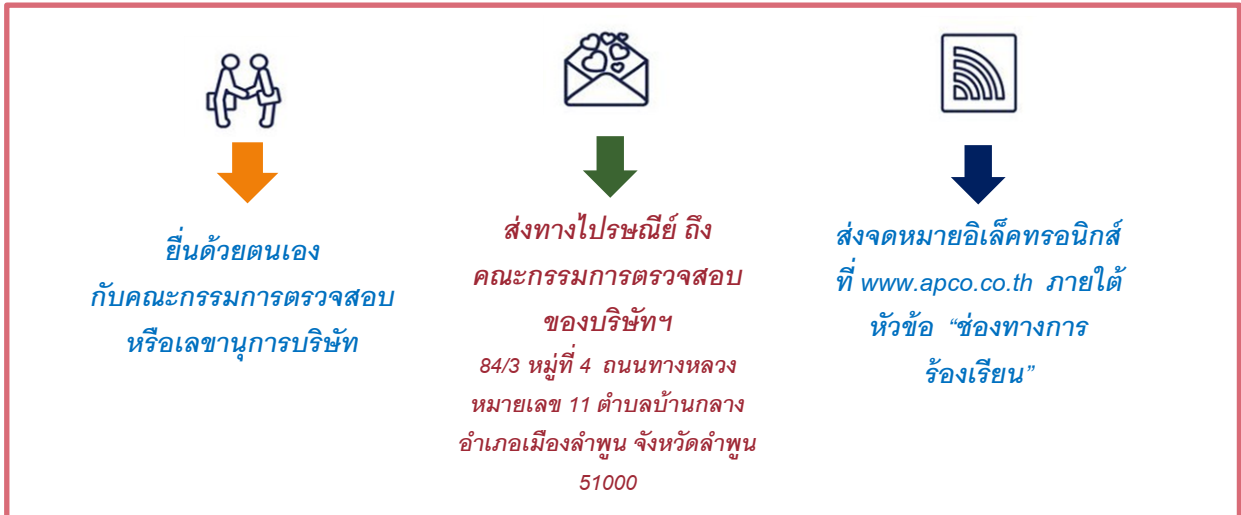 ยื่นด้วยตนเอง
กับคณะกรรมการตรวจสอบ
หรือเลขานุการบริษัท
ส่งทางไปรษณีย์ ถึง
คณะกรรมการตรวจสอบ
ของบริษัทฯ
84/3 หมู่ที่ 4 ถนนทางหลวง
หมายเลข 11 ตำบลบ้านกลาง
อำเภอเมืองลำพูน จังหวัดลำพูน
51000
ส่งจดหมายอิเล็คทรอนิกส์
ที่ www.apco.co.th ภายใต้
หัวข้อ “ช่องทางการ
ร้องเรียน”